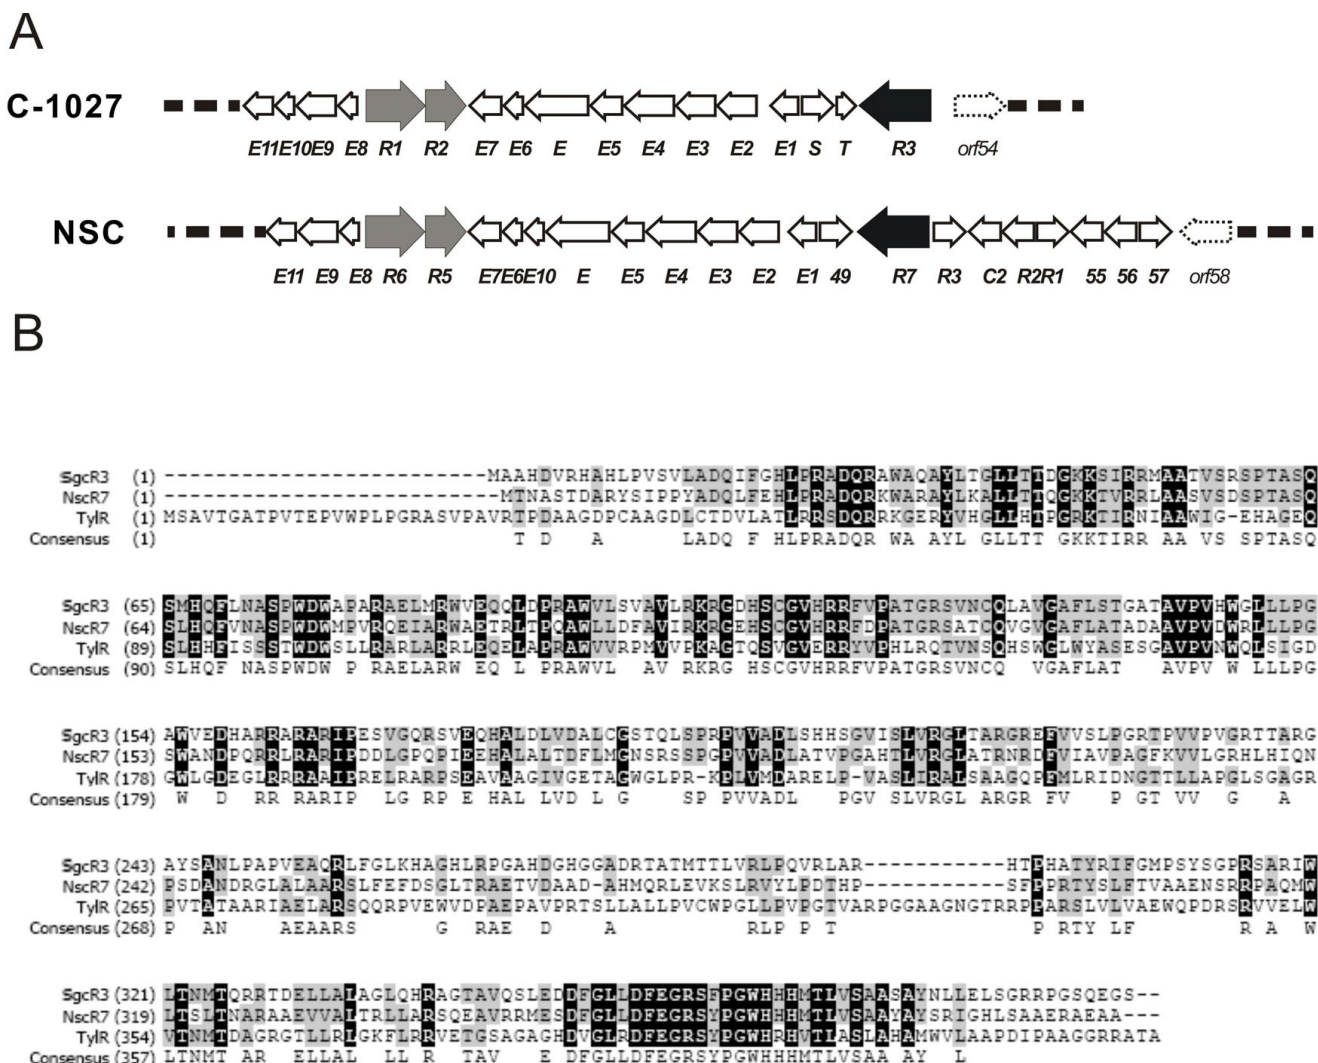 A
C-1027
E11E10E9 E8 R1 R2 E7 E6 E E5 E4 E3 E2 E1 S T R3 orf54
NSC
E11 E9 E8 R6 R5 E7E6E10 E E5 E4 E3 E2 E1 49 R7 R3 C2 R2R1 55 56 57 orf58
B
SgcR3 (1) ------------------------------MAAHDVRHAHLPVSVLADQIFGHLPRADQRAWAQAYLTGLLTTDGKKSIRRMAATVSRSPTASQ
NscR7 (1) -------------------------------MTNASTDARYSIPPYADQLFEHLPRADQRKWARAYLKALLTTQGKKTVRRLAASVSDSPTASQ
TylR (1) MSAVTGATPVTEPVWPLPGRASVPAVRTPDAAGDPCAAGDLCTDVLATLRRSDQRRKGERYVHGLLHTPGRKTIRNIAAWIG-EHAGEQ
Consensus (1) T D A LADQ F HLPRADQR WA AYL GLLTT GKKTIRR AA VS SPTASQ
SgcR3 (65) SMHQFLNASPWDWAPARAELMRWVEQQLDPRAWVLSVAVLRKRGDHSCGVHRRFVPATGRSVNCQLAVGAFLSTGATAVPVHWGLLLPG
NscR7 (64) SLHQFVNASPWDWMPVRQEIARWAETRLTPQAWLLDFAVIRKRGEHSCGVHRRFDPATGRSATCQVGVGAFLATADAAVPVDWRLLLPG
TylR (89) SLHHFISSSTWDWSLLRARLARRLEQELAPRAWVVRPMVVPKAGTQSVGVERRYVPHLRQTVNSQHSWGLWYASESGAVPVNWQLSIGD
Consensus (90) SLHQF NASPWDW P RAELARW EQ L PRAWVL AV RKRG HSCGVHRRFVPATGRSVNCQ VGAFLAT AVPV W LLLPG
SgcR3 (154) AWVEDHARRARARIPESVGQRSVEQHALDLVDALCGSTQLSPRPVVADLSHHSGVISLVRGLTARGREFVVSLPGRTPVVPVGRTTARG
NscR7 (153) SWANDPQRRLRARIPDDLGPQPIEEHALALTDFLMGNSRSSPGPVVADLATVPGAHTLVRGLATRNRDFVIAVPAGFKVVLGRHLHTQN
TylR (178) GWLGDEGLRRRAAIPRELRARPSEAVAAGIVGETAGWGLPR-KPLVMDARELP-VASLIRALSAAGQPFMLRIDNGTTLLAPGLSGAGR
Consensus (179) W D RR RARIP LG RP E HAL LVD L G SP PVVADL PGV SLVRGL ARGR FV P GT VV G A
SgcR3 (243) AYSANLPAPVEAQRLFGLKHAGHLRPGAHDGHGGADRTATMTTLVRLPQVRLAR-----------HTPHATYRIFGMPSYSGPRSARIW
NscR7 (242) PSDANDRGLALAARSLFEFDSGLTRAETVDAAD-AHMQRLEVKSLRVYLPDTHP-----------SFPPRTYSLFTVAAENSRRPAQMW
TylR (265) PVTATAARIAELARSQQRPVEWVDPAEPAVPRTSLLALLPVCWPGLLPVPGTVARPGGAAGNGTRRPPARSLVLVAEWQPDRSRVVELW
Consensus (268) P AN AEAARS G RAE D A RLP P T P RTY LF R A W
SgcR3 (321) LTNMTQRRTDELLALAGLQHRAGTAVQSLEDDFGLLDFEGRSFPGWHHHMTLVSAASAYNLLELSGRRPGSQEGS--
NscR7 (319) LTSLTNARAAEVVALTRLLARSQEAVRRMESDFGLLDFEGRSYPGWHRHMTLVSAAYAYSRIGHLSAAERAEAA---
TylR (354) VTNMTDAGRGTLLRLGKFLRRVETGSAGAGHDVGLRDFEGRSYPGWHRHVTLASLAHAMWVLAAPDIPAAGGRRATA
Consensus (357) LTNMT AR ELLAL LL R TAV E DFGLLDFEGRSYPGWHHHMTLVSAA AY L